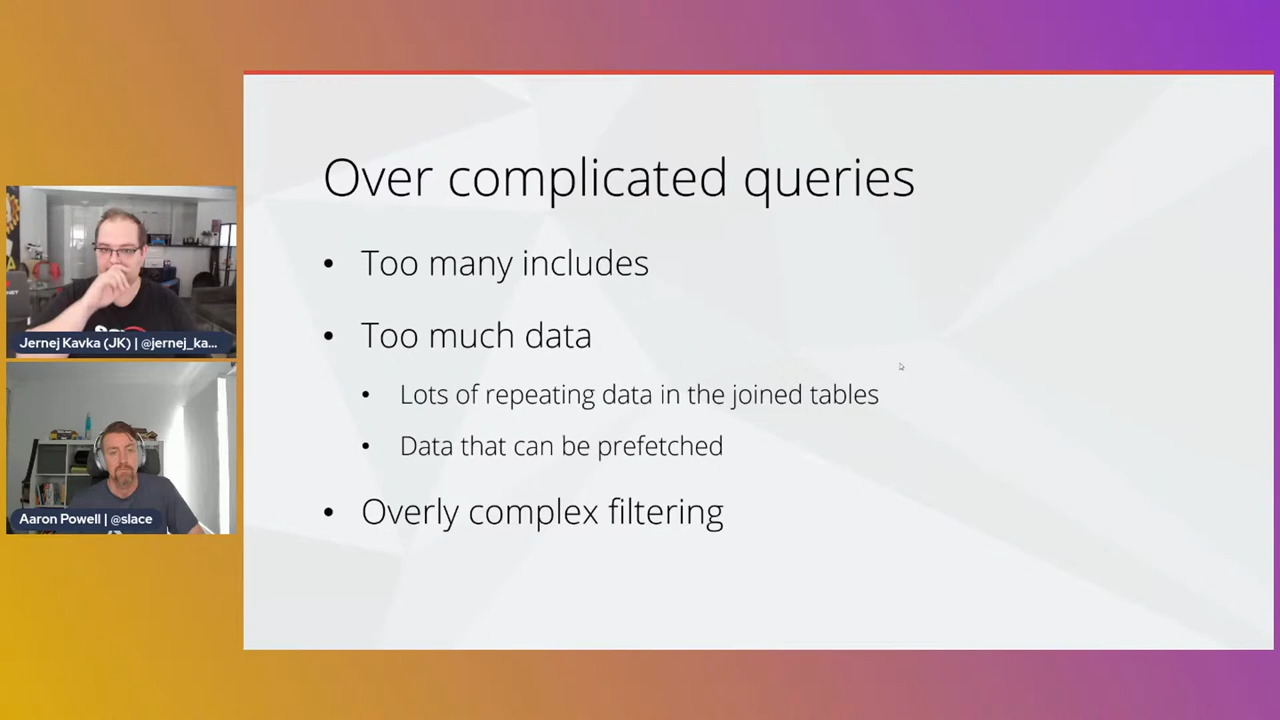 Over complicated queries
• Too many includes
• Too much data
• Lots of repeating data in the joined tables
• Data that can be prefetched
• Overly complex filtering
Jernej Kavka (JK) | @jernej_ka...
Aaron Powell | @slace